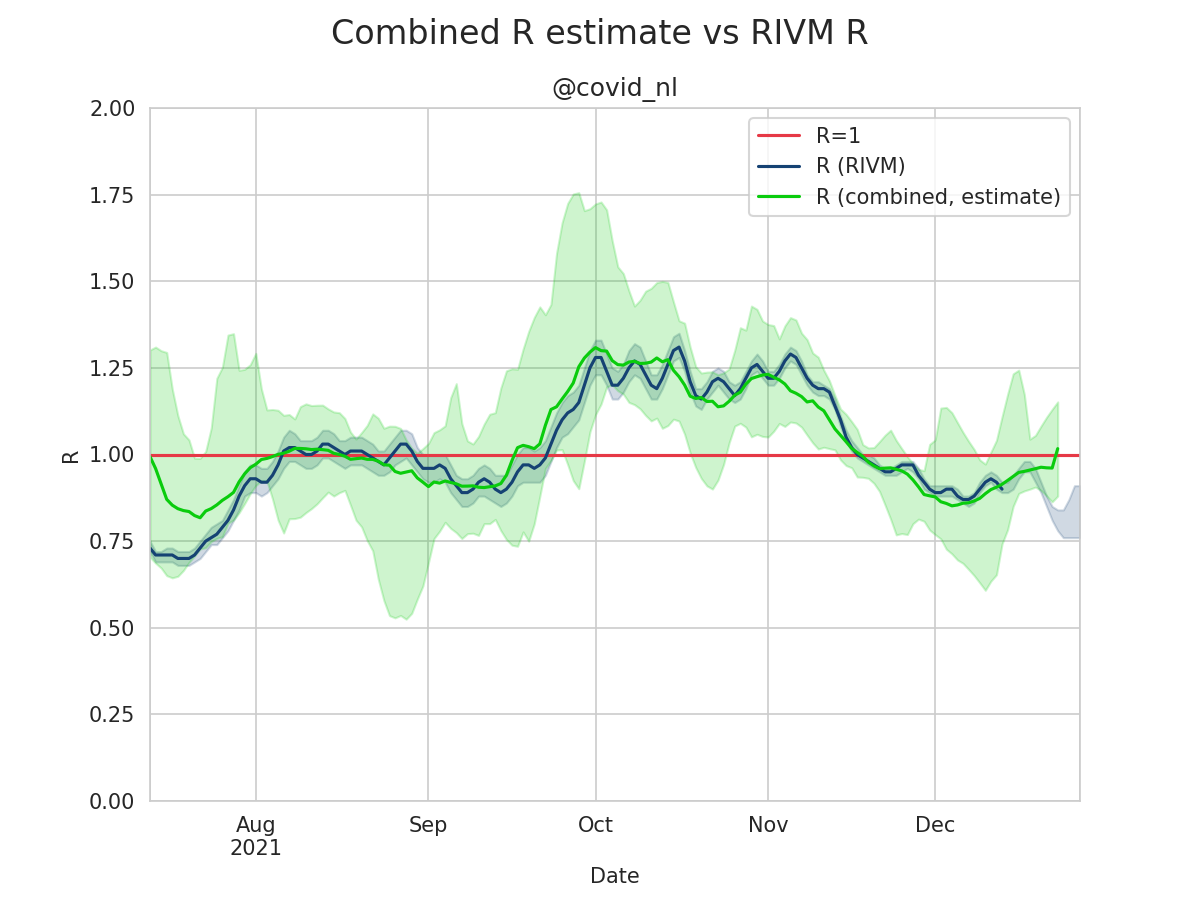 Combined R estimate vs RIVM R
@covid_nl
2.00
1.75
1.50
1.25
1.00
0.75
0.50
0.25
0.00
R
R=1
R (RIVM)
R (combined, estimate)
Aug Sep Oct Nov Dec
2021
Date